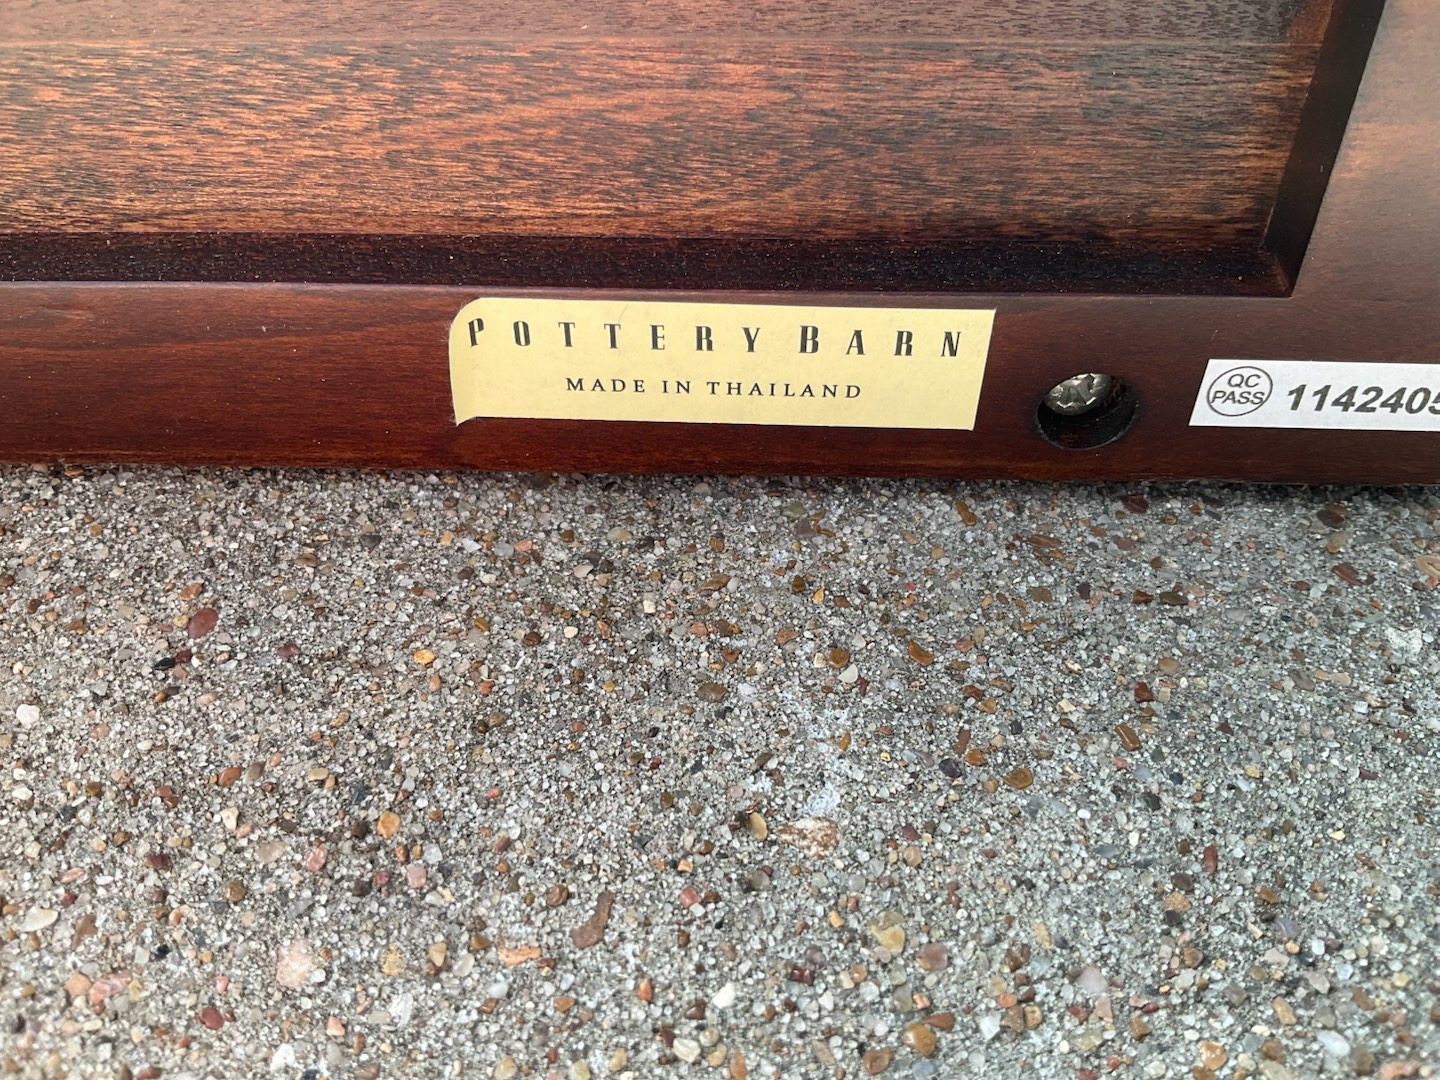 POTTERY BARN
MADE IN THAILAND
QC
PASS
1142405